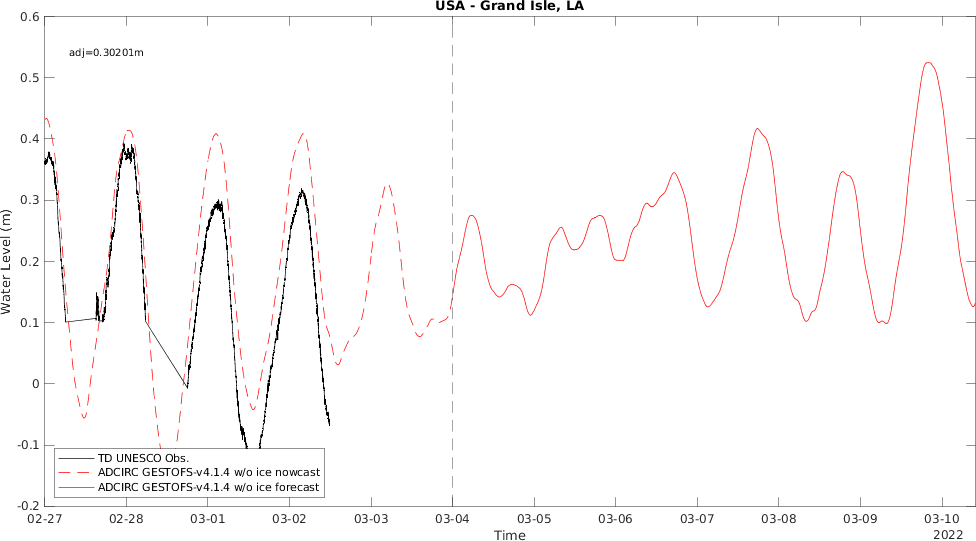 USA - Grand Isle, LA
adj=0.30201m
Water Level (m)
0.6
0.5
0.4
0.3
0.2
0.1
0
-0.1
-0.2
TD UNESCO Obs.
ADCIRC GESTOFS-v4.1.4 w/o ice nowcast
ADCIRC GESTOFS-v4.1.4 w/o ice forecast
02-27 02-28 03-01 03-02 03-03 03-04 03-05 03-06 03-07 03-08 03-09 03-10
2022
Time